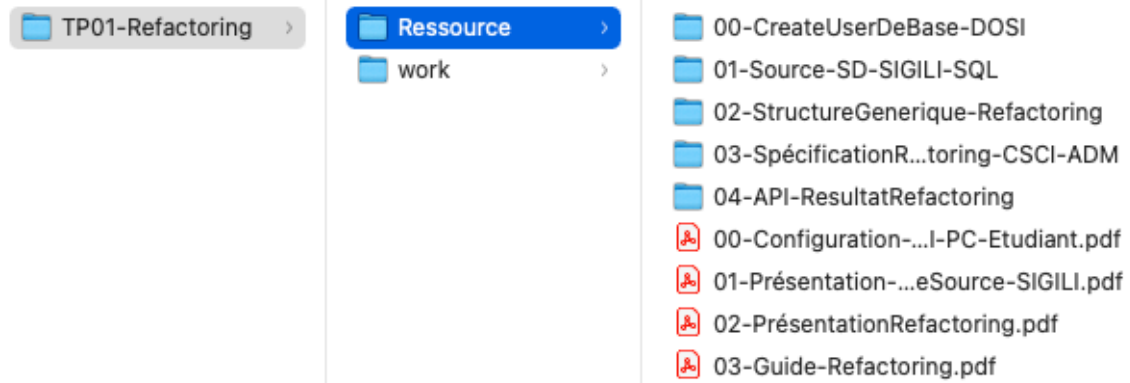 TP01-Refactoring
Ressource
work
00-CreateUserDeBase-DOSI
01-Source-SD-SIGILI-SQL
02-StructureGenerique-Refactoring
03-SpécificationR...toring-CSCI-ADM
04-API-ResultatRefactoring
00-Configuration-...I-PC-Etudiant.pdf
01-Présentation-...eSource-SIGILI.pdf
02-PrésentationRefactoring.pdf
03-Guide-Refactoring.pdf